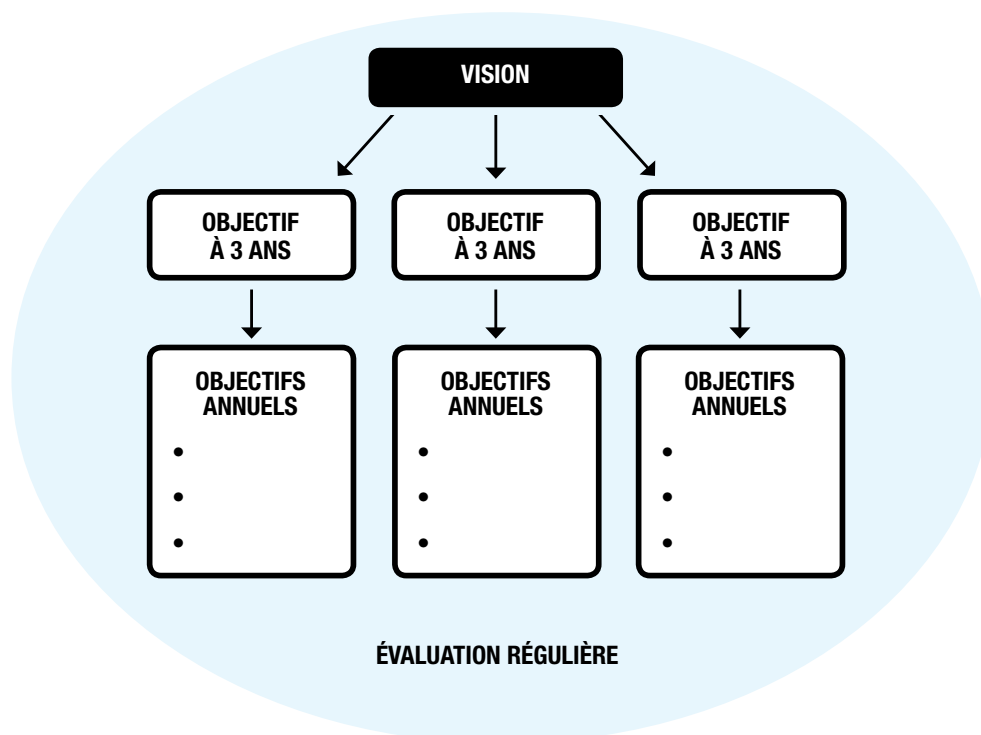 VISION
OBJECTIF
À 3 ANS
OBJECTIF
À 3 ANS
OBJECTIF
À 3 ANS
OBJECTIFS
ANNUELS
•
•
•
OBJECTIFS
ANNUELS
•
•
•
OBJECTIFS
ANNUELS
•
•
•
ÉVALUATION RÉGULIÈRE